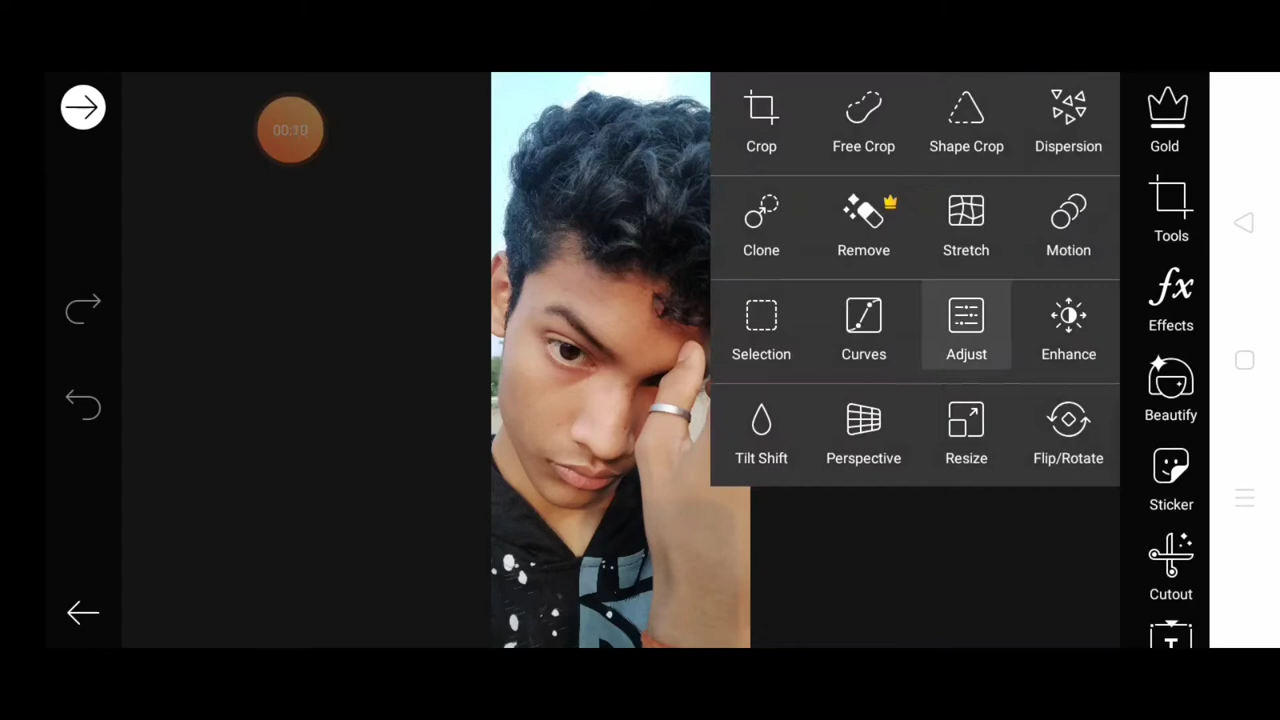 00:10
Crop
Free Crop
Shape Crop
Dispersion
Clone
Remove
Stretch
Motion
Selection
Curves
Adjust
Enhance
Tilt Shift
Perspective
Resize
Flip/Rotate
Gold
Tools
fx
Effects
Beautify
Sticker
Cutout
T